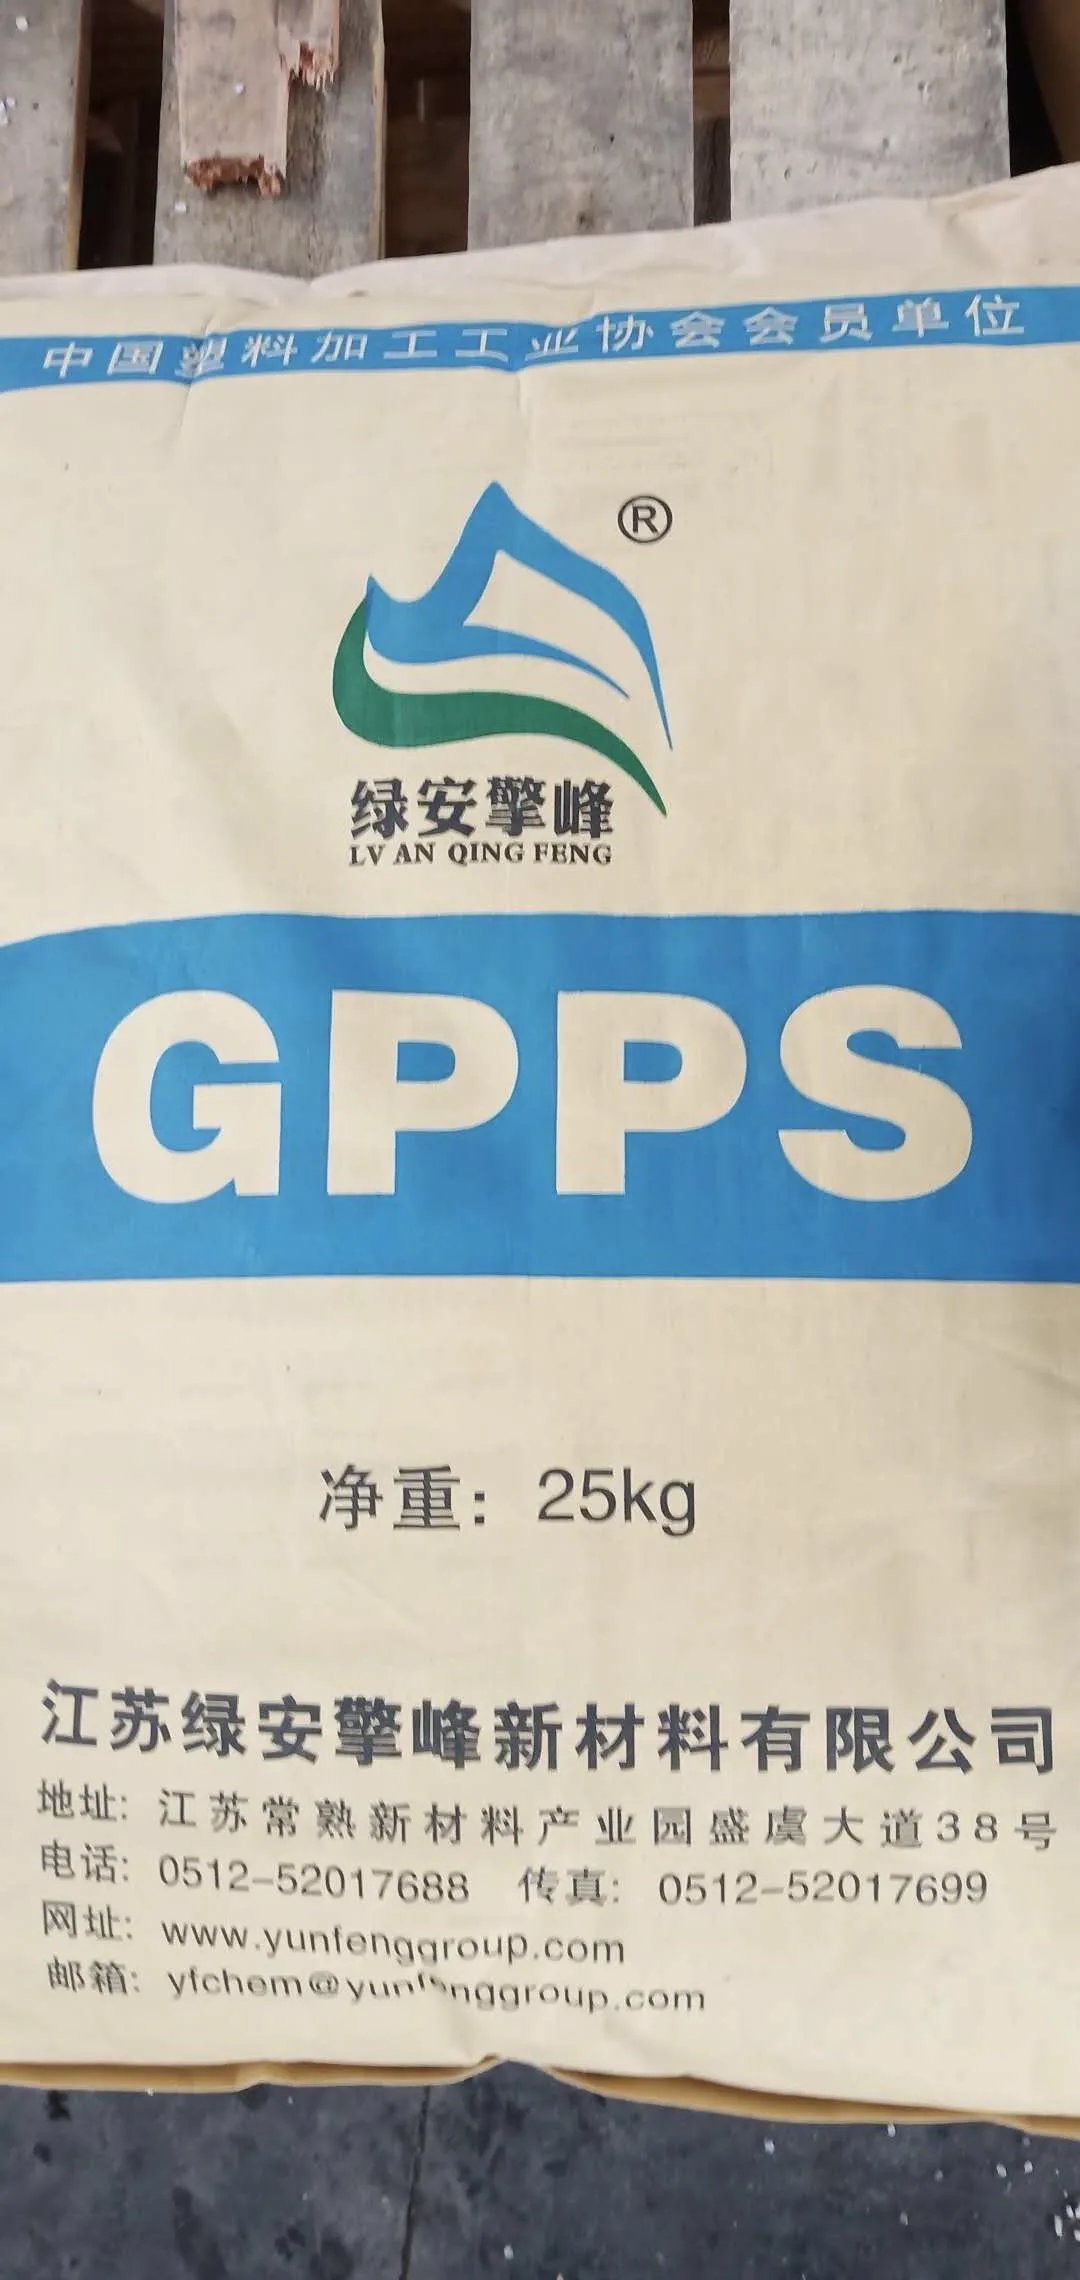 中国塑料加工工业协会会员单位
®
绿安擎峰
LV AN QING FENG
GPPS
净重：25kg
江苏绿安擎峰新材料有限公司
地址: 江苏常熟新材料产业园盛虞大道38号
电话: 0512-52017688 传真: 0512-52017699
网址: www.yunfenggroup.com
邮箱: yfchem@yunfenggroup.com